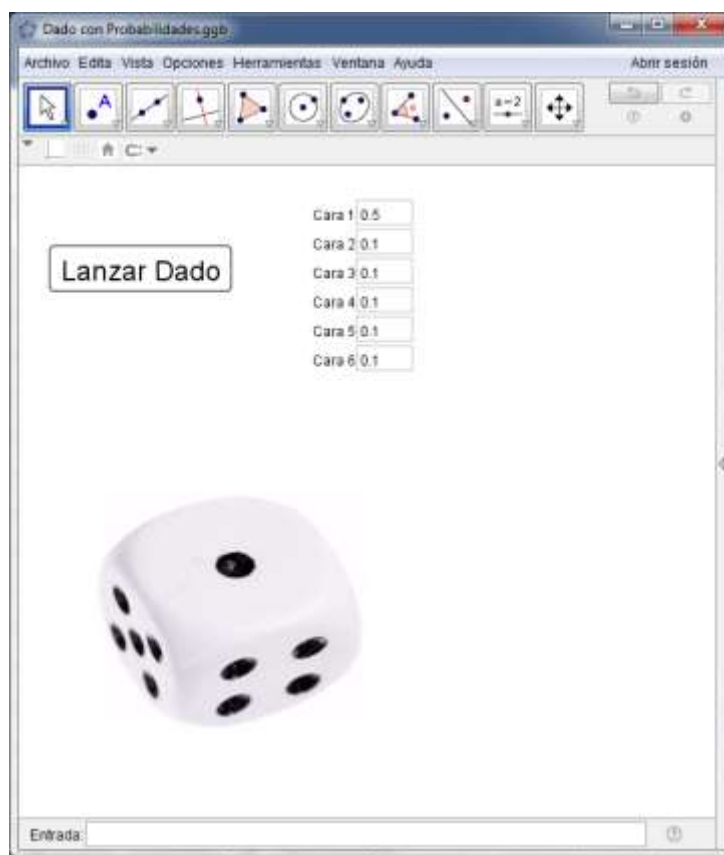 Dado con Probabilidades.ggb
Archivo Edita Vista Opciones Herramientas Ventana Ayuda Abrir sesión
A
a=2
Cara 1 0.5
Cara 2 0.1
Lanzar Dado
Cara 3 0.1
Cara 4 0.1
Cara 5 0.1
Cara 6 0.1
Entrada: